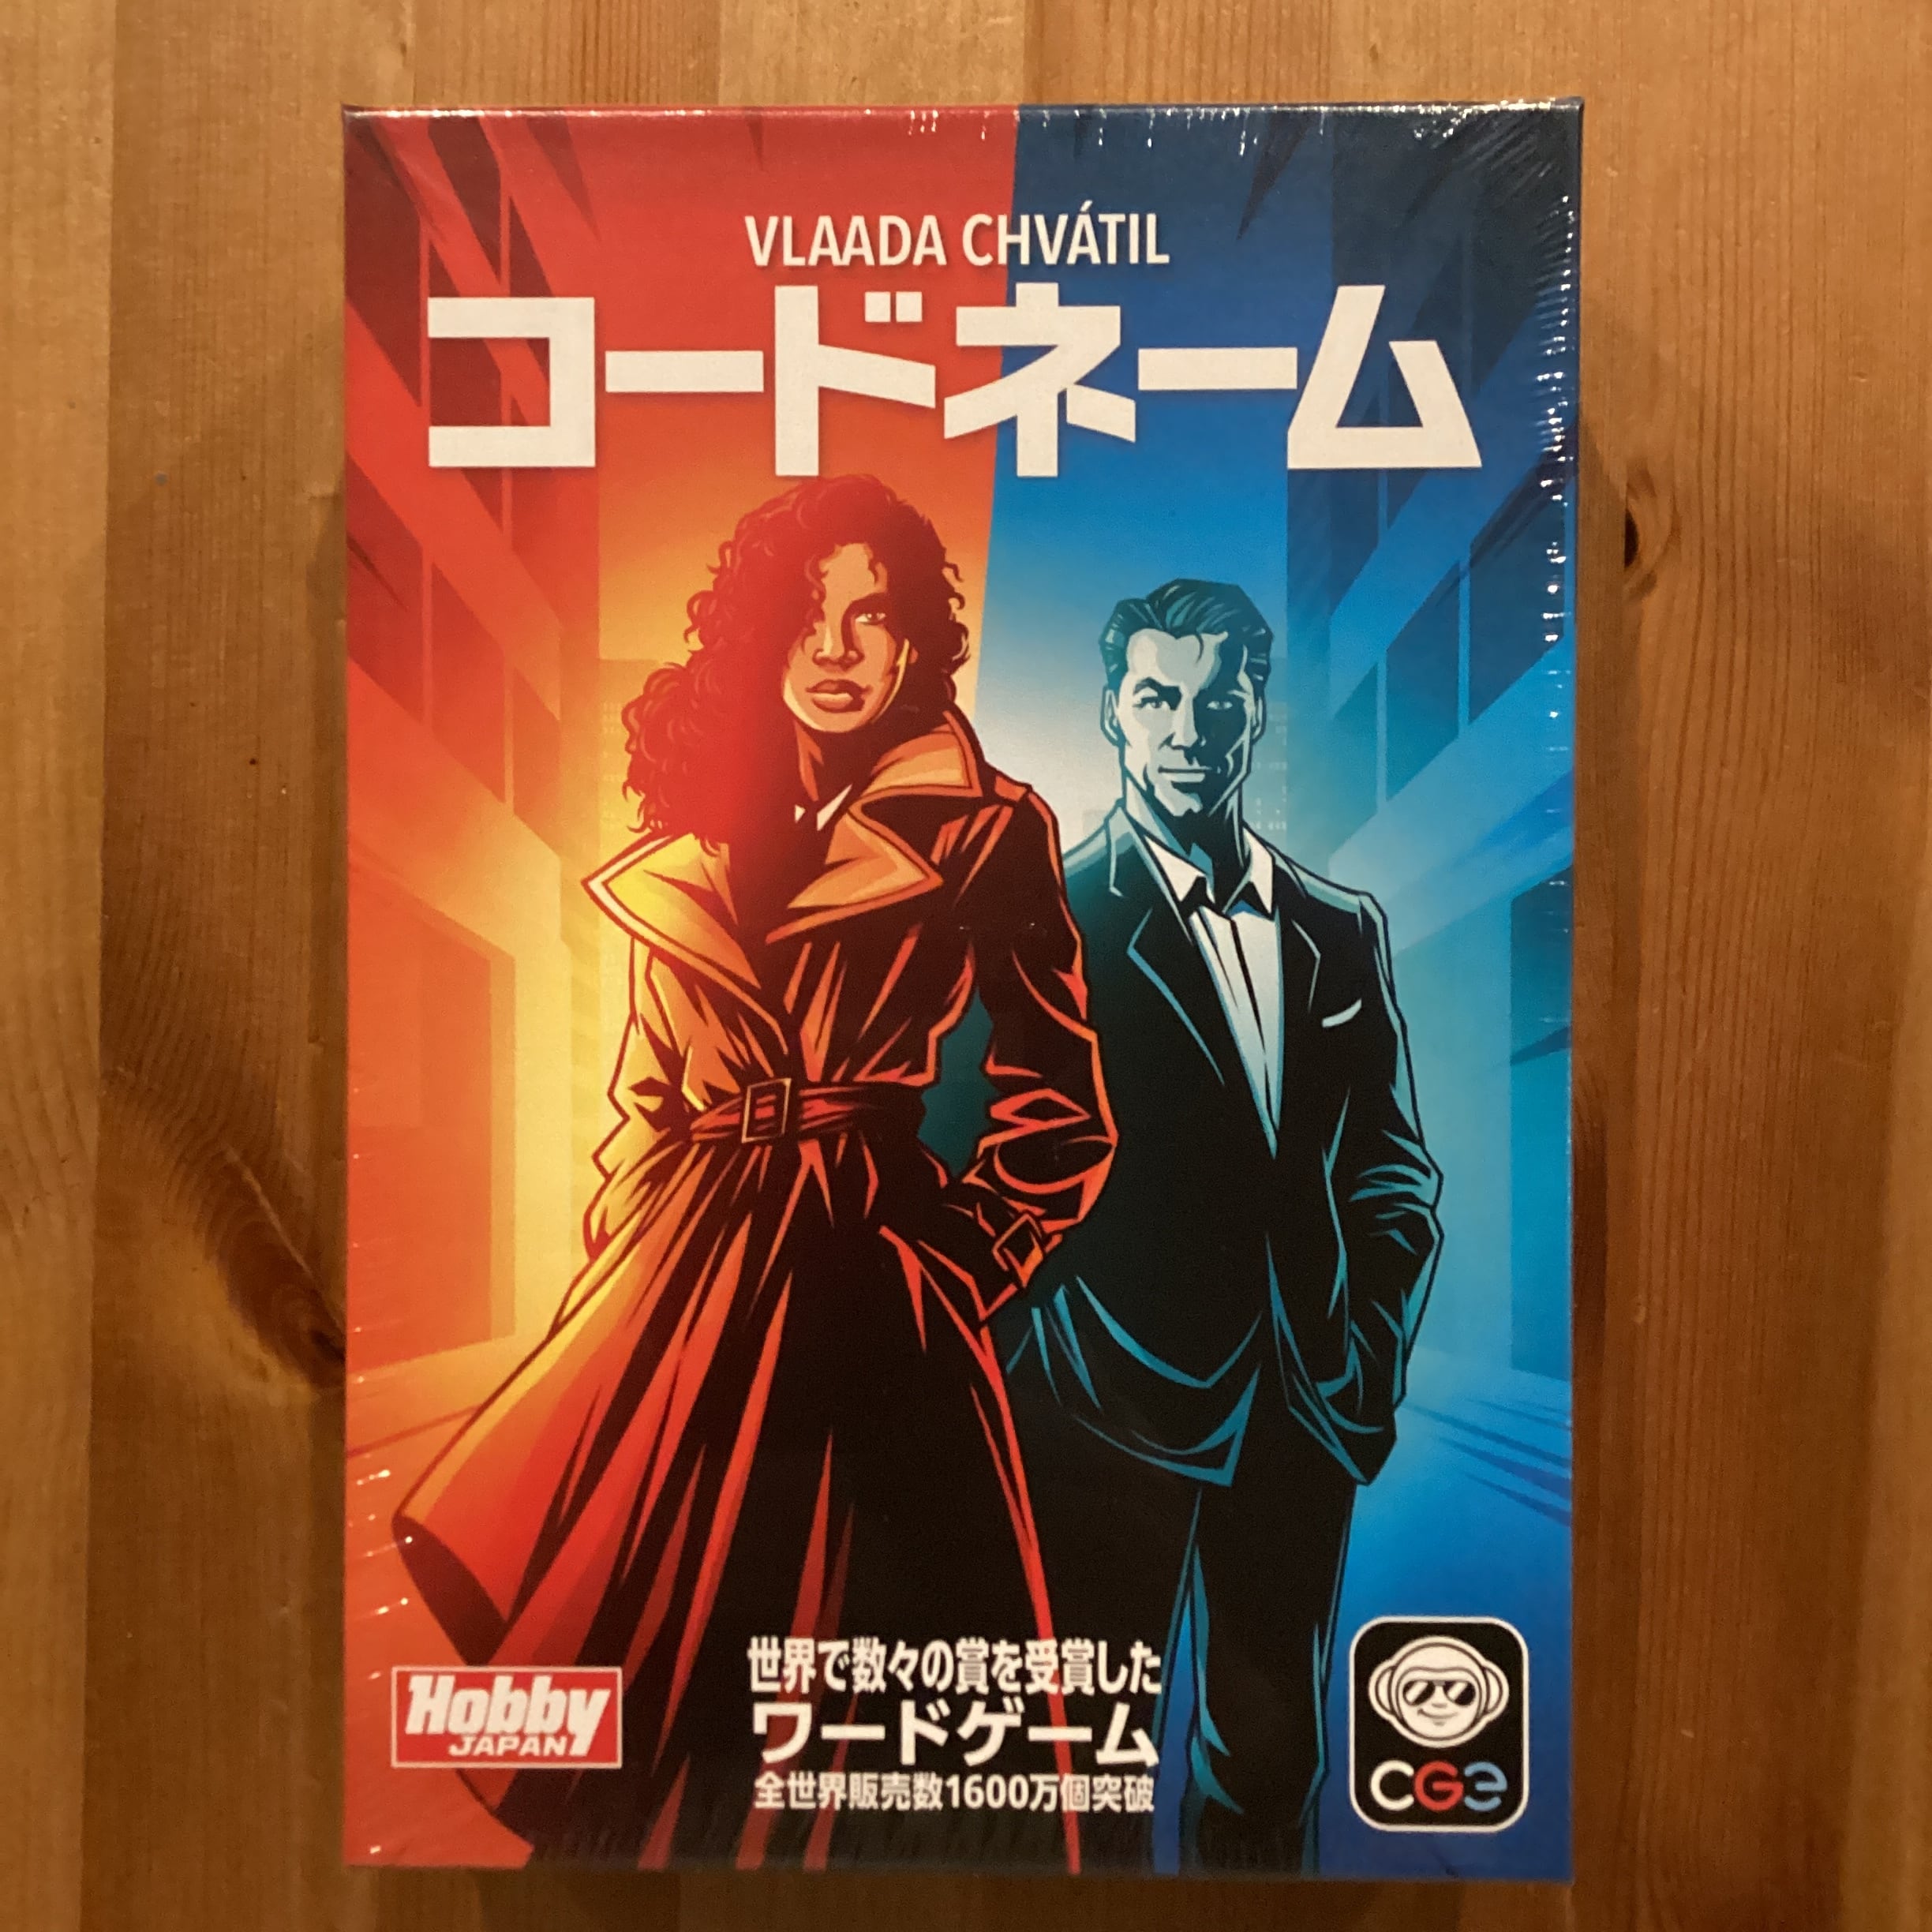 VLAADA CHVÁTIL
コードネーム
世界で数々の賞を受賞した
ワードゲーム
全世界販売数1600万個突破
Hobby
JAPAN
CGE